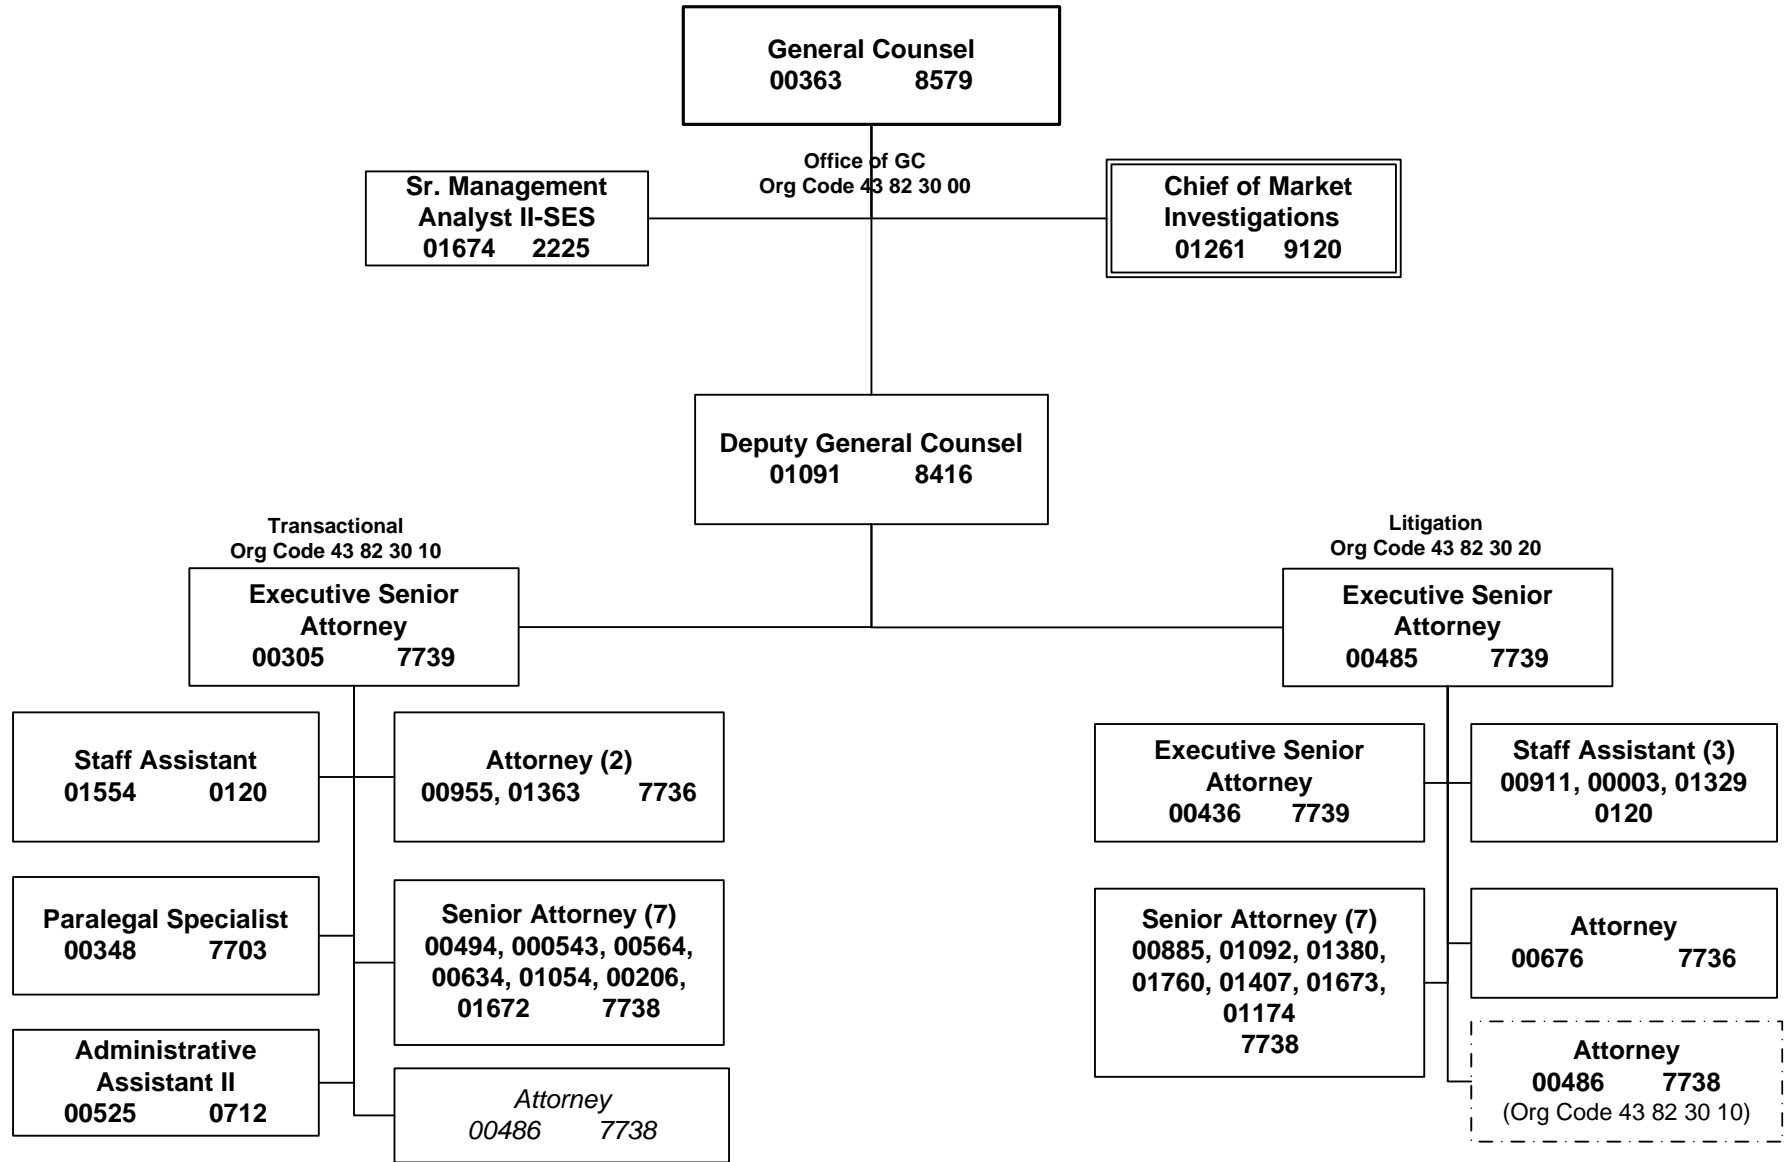 General Counsel
00363 8579
Office of GC
Org Code 43 82 30 00
Sr. Management
Analyst II-SES
01674 2225
Chief of Market
Investigations
01261 9120
Deputy General Counsel
01091 8416
Transactional
Org Code 43 82 30 10
Executive Senior
Attorney
00305 7739
Staff Assistant
01554 0120
Attorney (2)
00955, 01363 7736
Paralegal Specialist
00348 7703
Senior Attorney (7)
00494, 000543, 00564,
00634, 01054, 00206,
01672 7738
Administrative
Assistant II
00525 0712
Attorney
00486 7738
Litigation
Org Code 43 82 30 20
Executive Senior
Attorney
00485 7739
Executive Senior
Attorney
00436 7739
Staff Assistant (3)
00911, 00003, 01329
0120
Senior Attorney (7)
00885, 01092, 01380,
01760, 01407, 01673,
01174
7738
Attorney
00676 7736
Attorney
00486 7738
(Org Code 43 82 30 10)